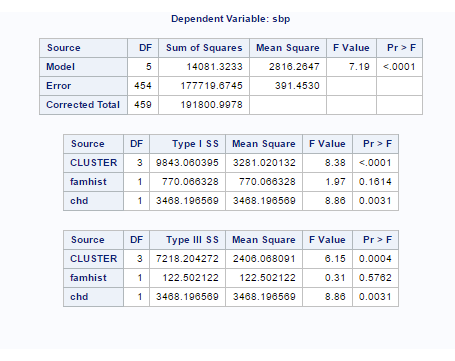 Dependent Variable: sbp
Source DF Sum of Squares Mean Square F Value Pr > F
Model 5 14081.3233 2816.2647 7.19 <.0001
Error 454 177719.6745 391.4530
Corrected Total 459 191800.9978
Source DF Type I SS Mean Square F Value Pr > F
CLUSTER 3 9843.060395 3281.020132 8.38 <.0001
famhist 1 770.066328 770.066328 1.97 0.1614
chd 1 3468.196569 3468.196569 8.86 0.0031
Source DF Type III SS Mean Square F Value Pr > F
CLUSTER 3 7218.204272 2406.068091 6.15 0.0004
famhist 1 122.502122 122.502122 0.31 0.5762
chd 1 3468.196569 3468.196569 8.86 0.0031